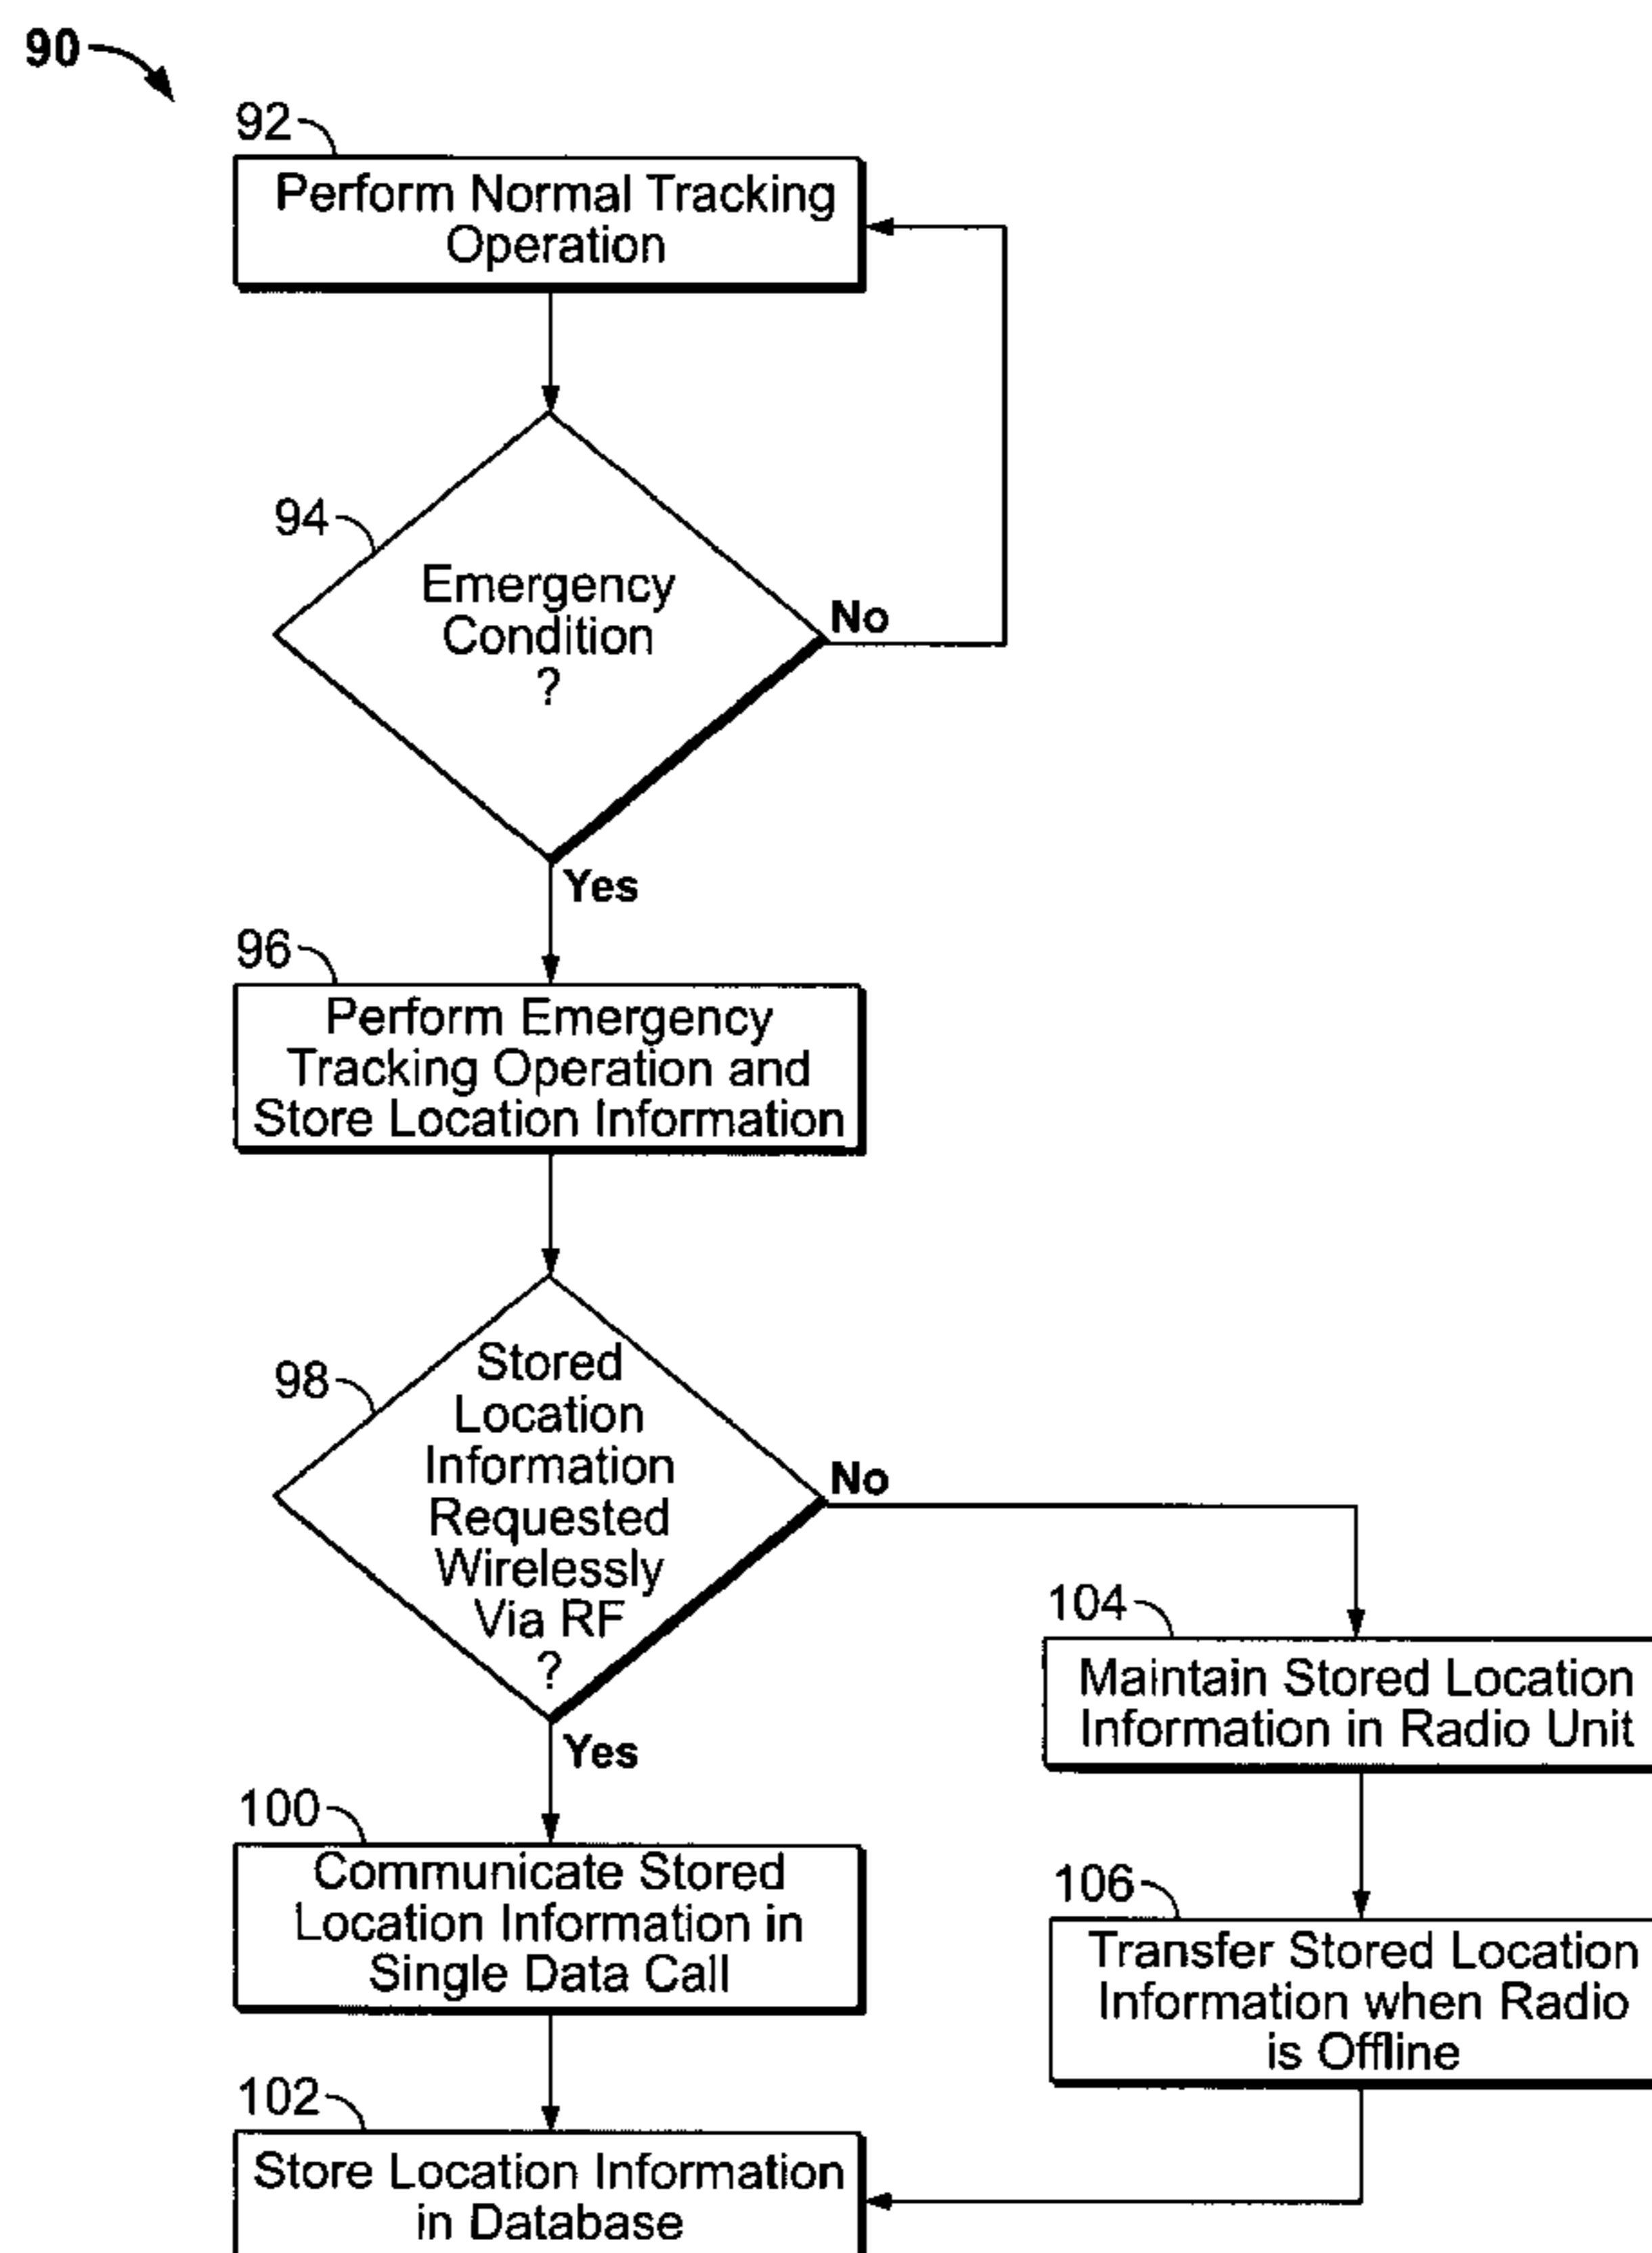 90
92
Perform Normal Tracking
Operation
94
Emergency
Condition
?
No
Yes
96
Perform Emergency
Tracking Operation and
Store Location Information
98
Stored
Location
Information
Requested
Wirelessly
Via RF
?
No
Yes
104
Maintain Stored Location
Information in Radio Unit
100
Communicate Stored
Location Information in
Single Data Call
106
Transfer Stored Location
Information when Radio
is Offline
102
Store Location Information
in Database